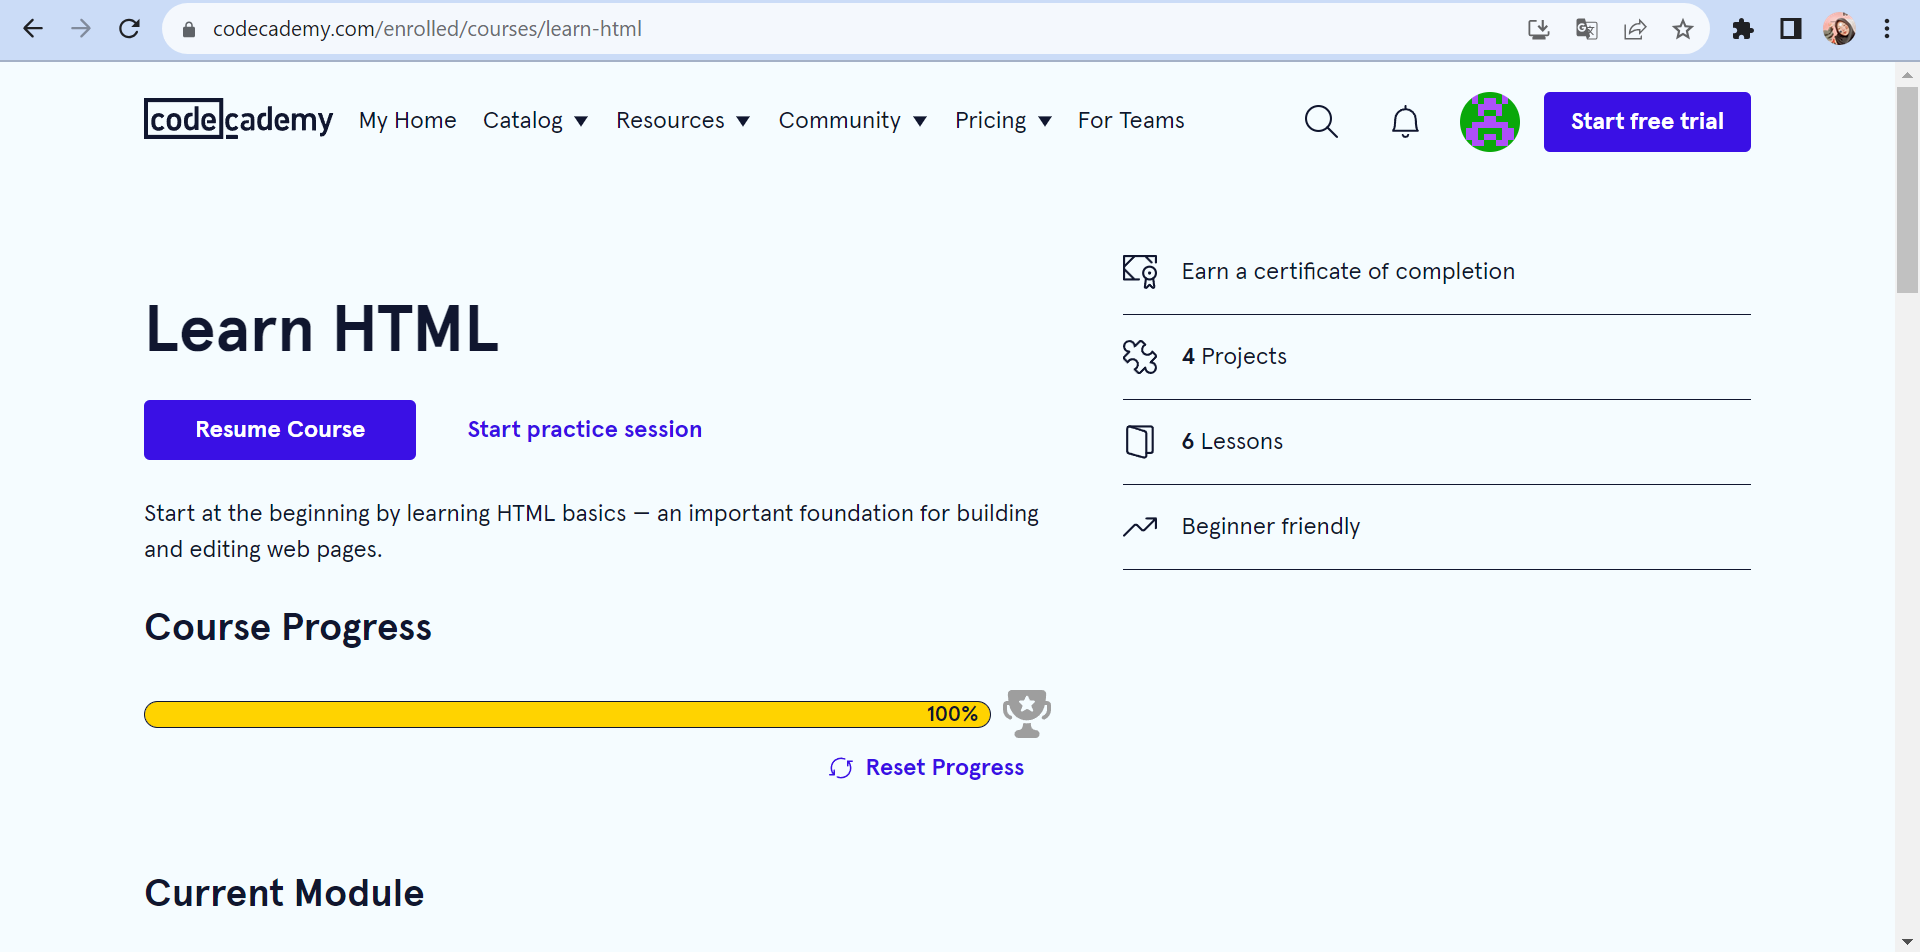 codecademy.com/enrolled/courses/learn-html
codecademy My Home Catalog Resources Community Pricing For Teams Start free trial
Learn HTML
Resume Course Start practice session
Start at the beginning by learning HTML basics — an important foundation for building
and editing web pages.
Course Progress
100%
Reset Progress
Current Module
Earn a certificate of completion
4 Projects
6 Lessons
Beginner friendly